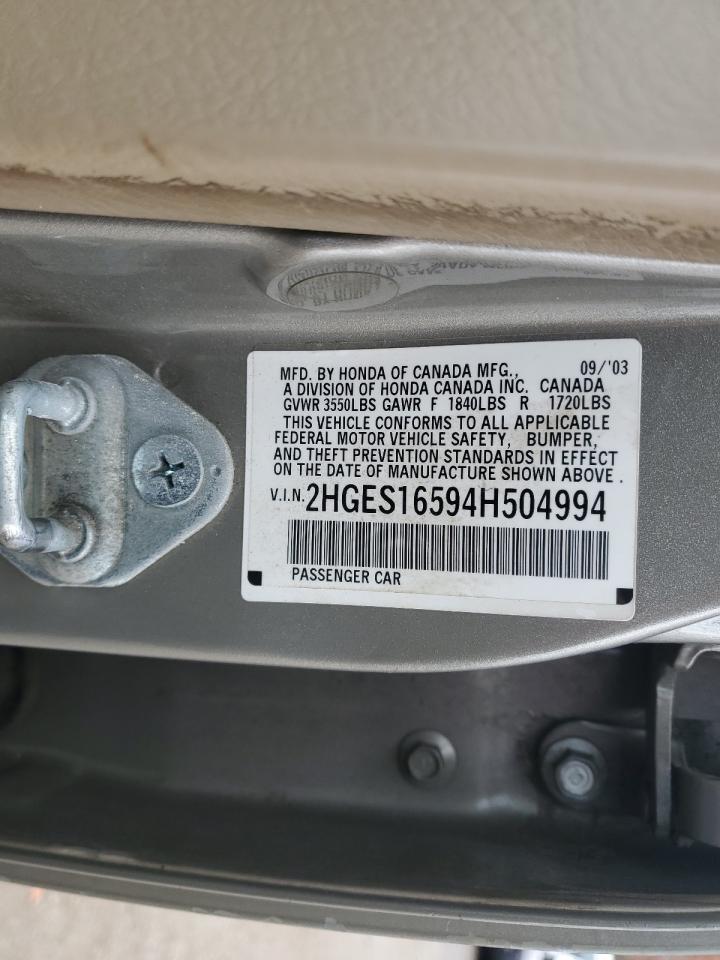 MFD. BY HONDA OF CANADA MFG., 09/'03
A DIVISION OF HONDA CANADA INC. CANADA
GVWR 3550LBS GAWR F 1840LBS R 1720LBS
THIS VEHICLE CONFORMS TO ALL APPLICABLE
FEDERAL MOTOR VEHICLE SAFETY, BUMPER,
AND THEFT PREVENTION STANDARDS IN EFFECT
ON THE DATE OF MANUFACTURE SHOWN ABOVE.
V.I.N. 2HGES16594H504994
PASSENGER CAR